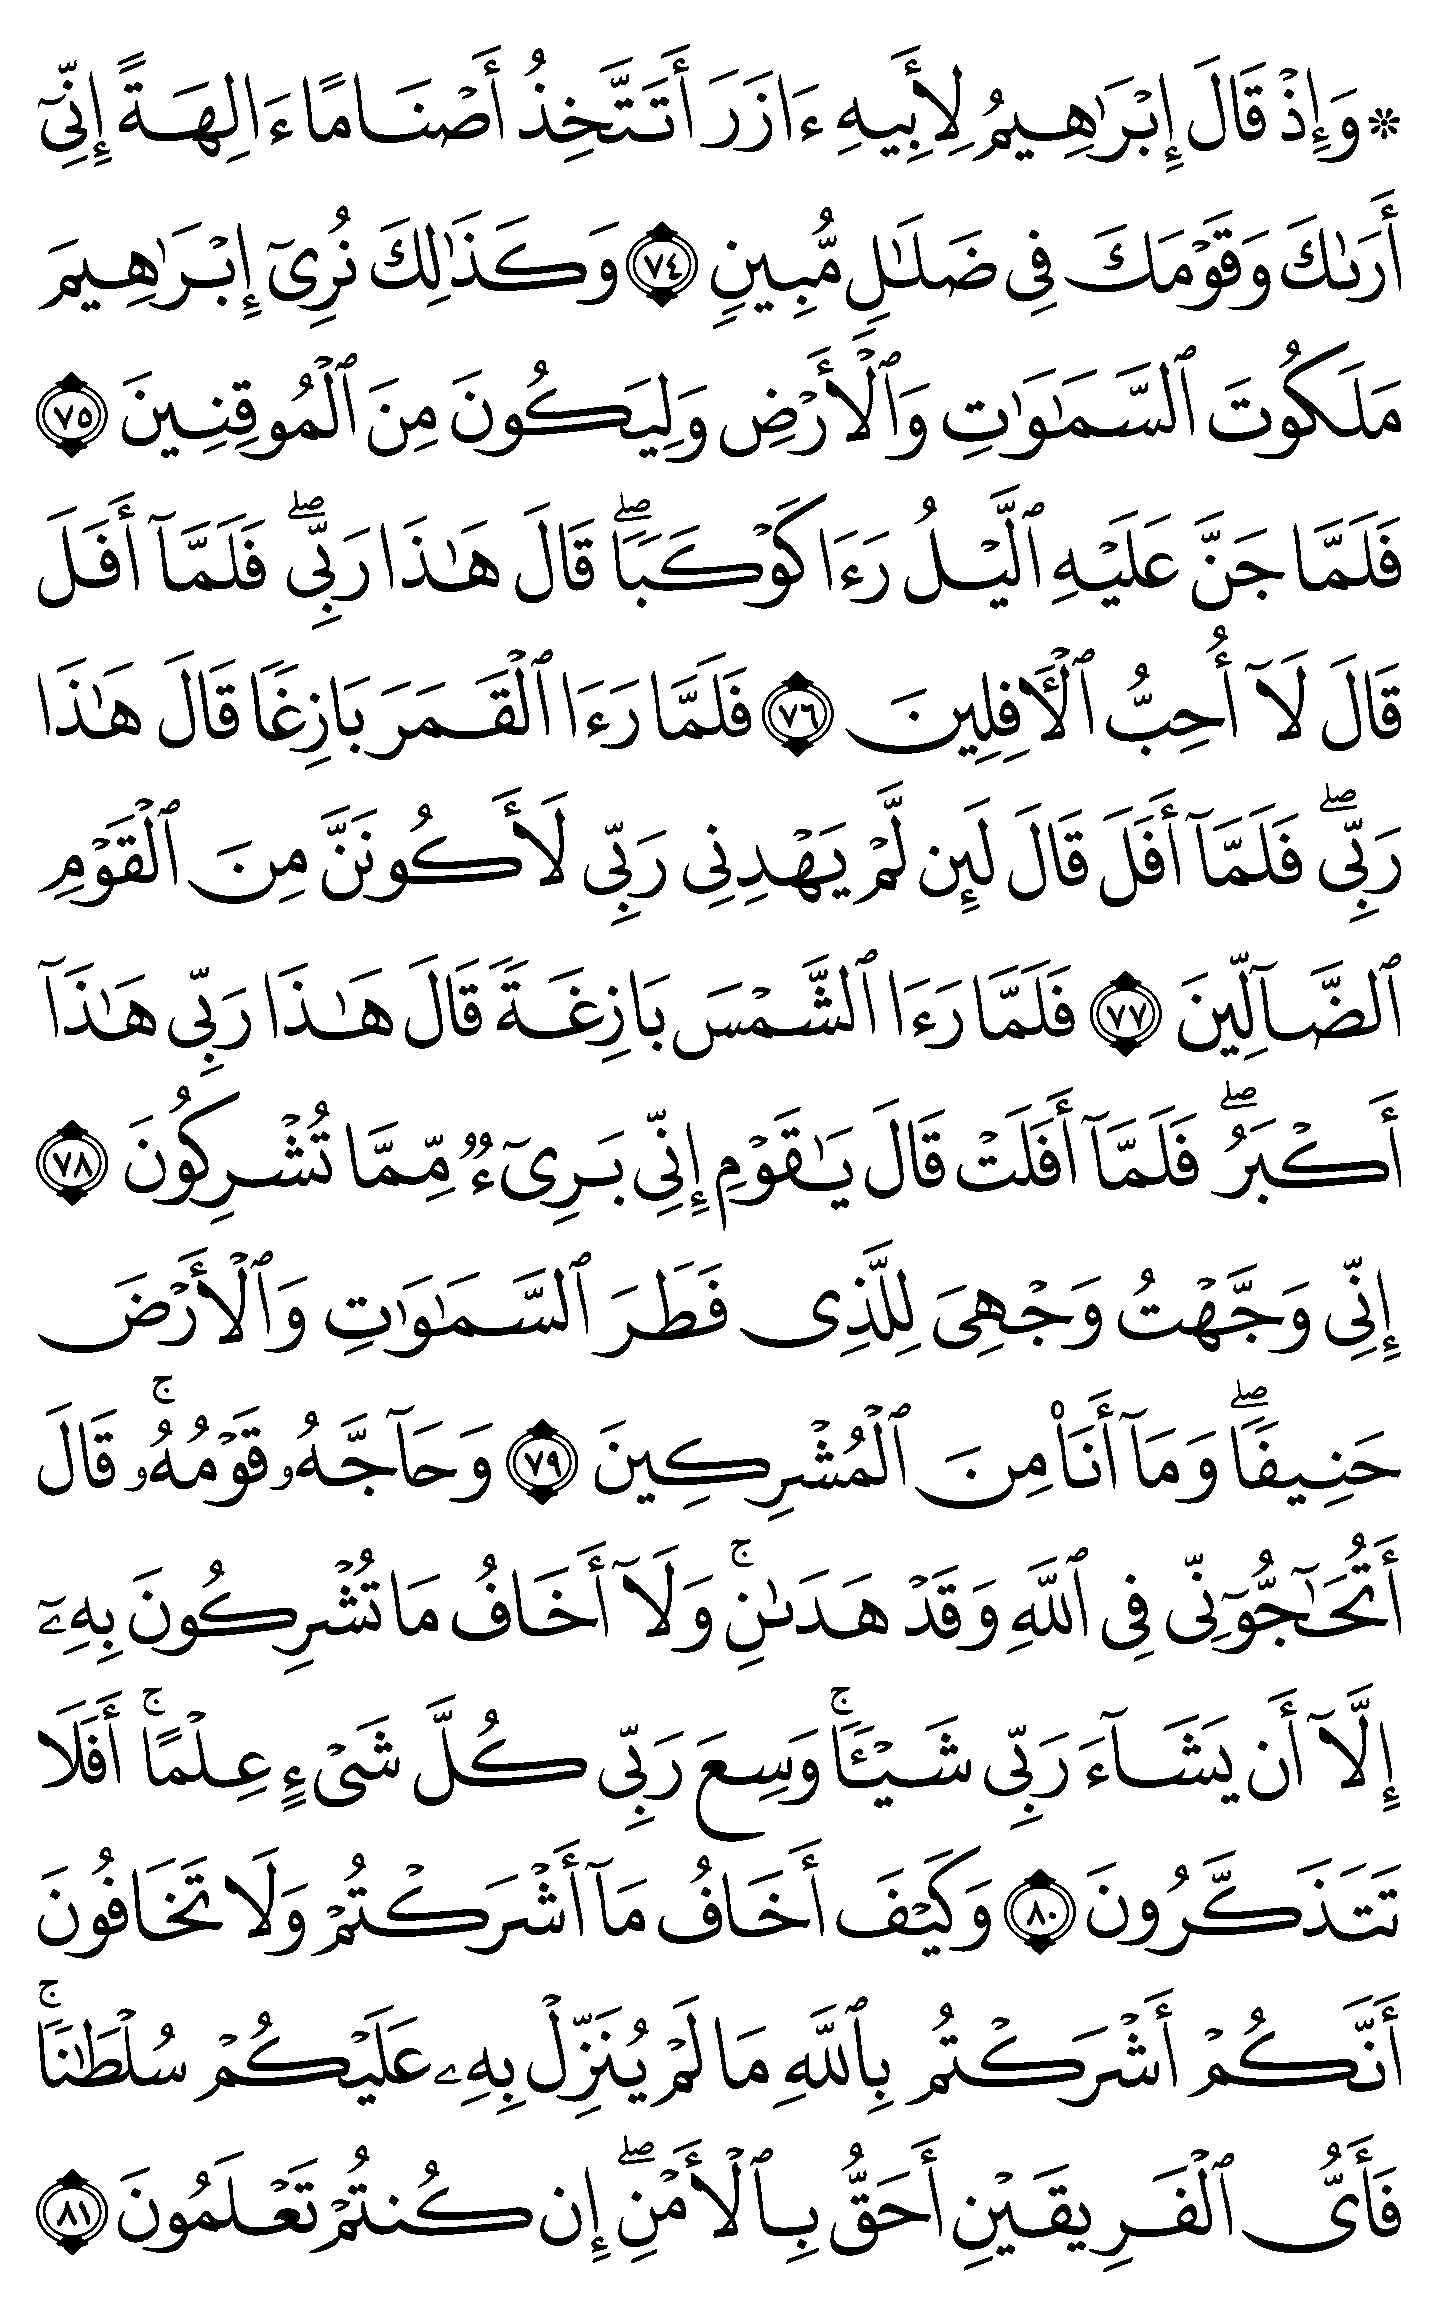 ۞ وَإِذۡ قَالَ إِبۡرَٰهِيمُ لِأَبِيهِ ءَازَرَ أَتَتَّخِذُ أَصۡنَامًا ءَالِهَةً إِنِّيٓ
أَرَىٰكَ وَقَوۡمَكَ فِي ضَلَٰلٖ مُّبِينٖ ٧٤ وَكَذَٰلِكَ نُرِيٓ إِبۡرَٰهِيمَ
مَلَكُوتَ ٱلسَّمَٰوَٰتِ وَٱلۡأَرۡضِ وَلِيَكُونَ مِنَ ٱلۡمُوقِنِينَ ٧٥
فَلَمَّا جَنَّ عَلَيۡهِ ٱلَّيۡلُ رَءَا كَوۡكَبٗاۖ قَالَ هَٰذَا رَبِّيۖ فَلَمَّآ أَفَلَ
قَالَ لَآ أُحِبُّ ٱلۡأٓفِلِينَ ٧٦ فَلَمَّا رَءَا ٱلۡقَمَرَ بَازِغٗا قَالَ هَٰذَا
رَبِّيۖ فَلَمَّآ أَفَلَ قَالَ لَئِن لَّمۡ يَهۡدِنِي رَبِّي لَأَكُونَنَّ مِنَ ٱلۡقَوۡمِ
ٱلضَّآلِّينَ ٧٧ فَلَمَّا رَءَا ٱلشَّمۡسَ بَازِغَةٗ قَالَ هَٰذَا رَبِّي هَٰذَآ
أَكۡبَرُۖ فَلَمَّآ أَفَلَتۡ قَالَ يَٰقَوۡمِ إِنِّي بَرِيٓءٞ مِّمَّا تُشۡرِكُونَ ٧٨
إِنِّي وَجَّهۡتُ وَجۡهِيَ لِلَّذِي فَطَرَ ٱلسَّمَٰوَٰتِ وَٱلۡأَرۡضَ
حَنِيفٗاۖ وَمَآ أَنَا۠ مِنَ ٱلۡمُشۡرِكِينَ ٧٩ وَحَآجَّهُۥ قَوۡمُهُۥۚ قَالَ
أَتُحَٰٓجُّوٓنِّي فِي ٱللَّهِ وَقَدۡ هَدَىٰنِۚ وَلَآ أَخَافُ مَا تُشۡرِكُونَ بِهِۦٓ
إِلَّآ أَن يَشَآءَ رَبِّي شَيۡـٔٗاۚ وَسِعَ رَبِّي كُلَّ شَيۡءٍ عِلۡمًاۚ أَفَلَا
تَتَذَكَّرُونَ ٨٠ وَكَيۡفَ أَخَافُ مَآ أَشۡرَكۡتُمۡ وَلَا تَخَافُونَ
أَنَّكُمۡ أَشۡرَكۡتُم بِٱللَّهِ مَا لَمۡ يُنَزِّلۡ بِهِۦ عَلَيۡكُمۡ سُلۡطَٰنٗاۚ
فَأَيُّ ٱلۡفَرِيقَيۡنِ أَحَقُّ بِٱلۡأَمۡنِۖ إِن كُنتُمۡ تَعۡلَمُونَ ٨١